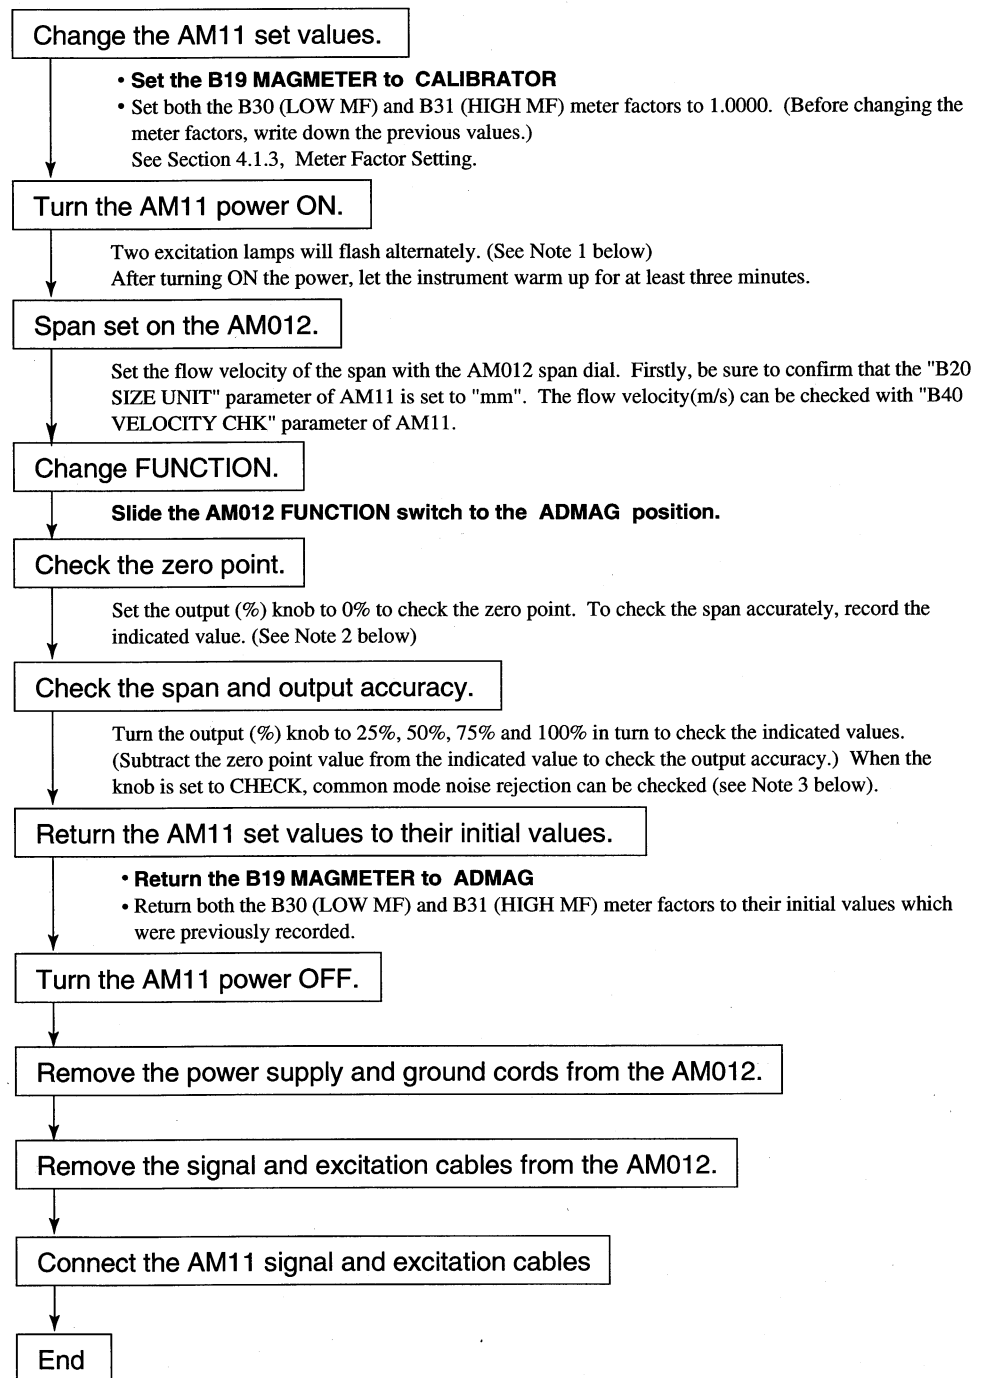 Change the AM11 set values.
• Set the B19 MAGMETER to CALIBRATOR
• Set both the B30 (LOW MF) and B31 (HIGH MF) meter factors to 1.0000. (Before changing the
meter factors, write down the previous values.)
See Section 4.1.3, Meter Factor Setting.
Turn the AM11 power ON.
Two excitation lamps will flash alternately. (See Note 1 below)
After turning ON the power, let the instrument warm up for at least three minutes.
Span set on the AM012.
Set the flow velocity of the span with the AM012 span dial. Firstly, be sure to confirm that the "B20
SIZE UNIT" parameter of AM11 is set to "mm". The flow velocity(m/s) can be checked with "B40
VELOCITY CHK" parameter of AM11.
Change FUNCTION.
Slide the AM012 FUNCTION switch to the ADMAG position.
Check the zero point.
Set the output (%) knob to 0% to check the zero point. To check the span accurately, record the
indicated value. (See Note 2 below)
Check the span and output accuracy.
Turn the output (%) knob to 25%, 50%, 75% and 100% in turn to check the indicated values.
(Subtract the zero point value from the indicated value to check the output accuracy.) When the
knob is set to CHECK, common mode noise rejection can be checked (see Note 3 below).
Return the AM11 set values to their initial values.
• Return the B19 MAGMETER to ADMAG
• Return both the B30 (LOW MF) and B31 (HIGH MF) meter factors to their initial values which
were previously recorded.
Turn the AM11 power OFF.
Remove the power supply and ground cords from the AM012.
Remove the signal and excitation cables from the AM012.
Connect the AM11 signal and excitation cables
End